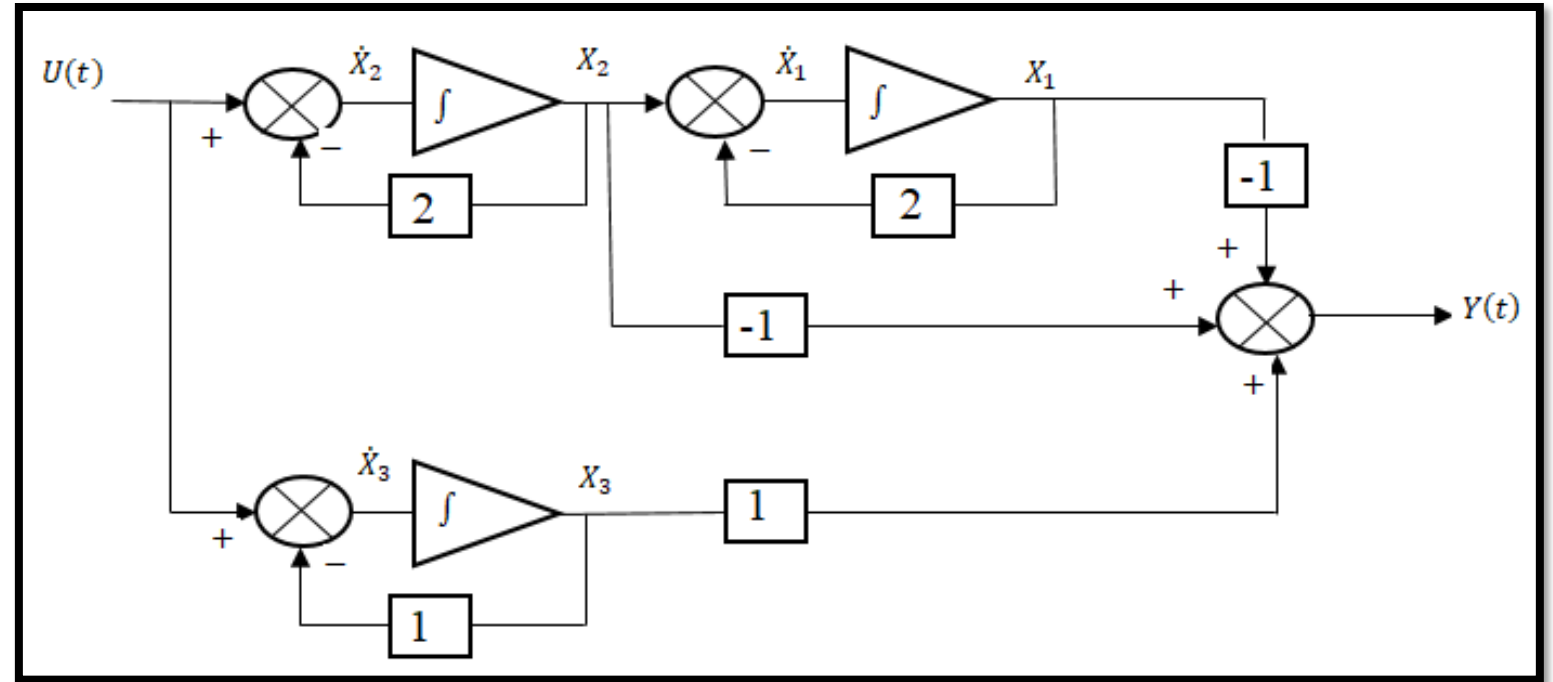 U(t)
Ẋ₂
∫
X₂
Ẋ₁
∫
X₁
+
−
2
−
2
-1
+
+
-1
Y(t)
+
Ẋ₃
∫
X₃
1
+
−
1